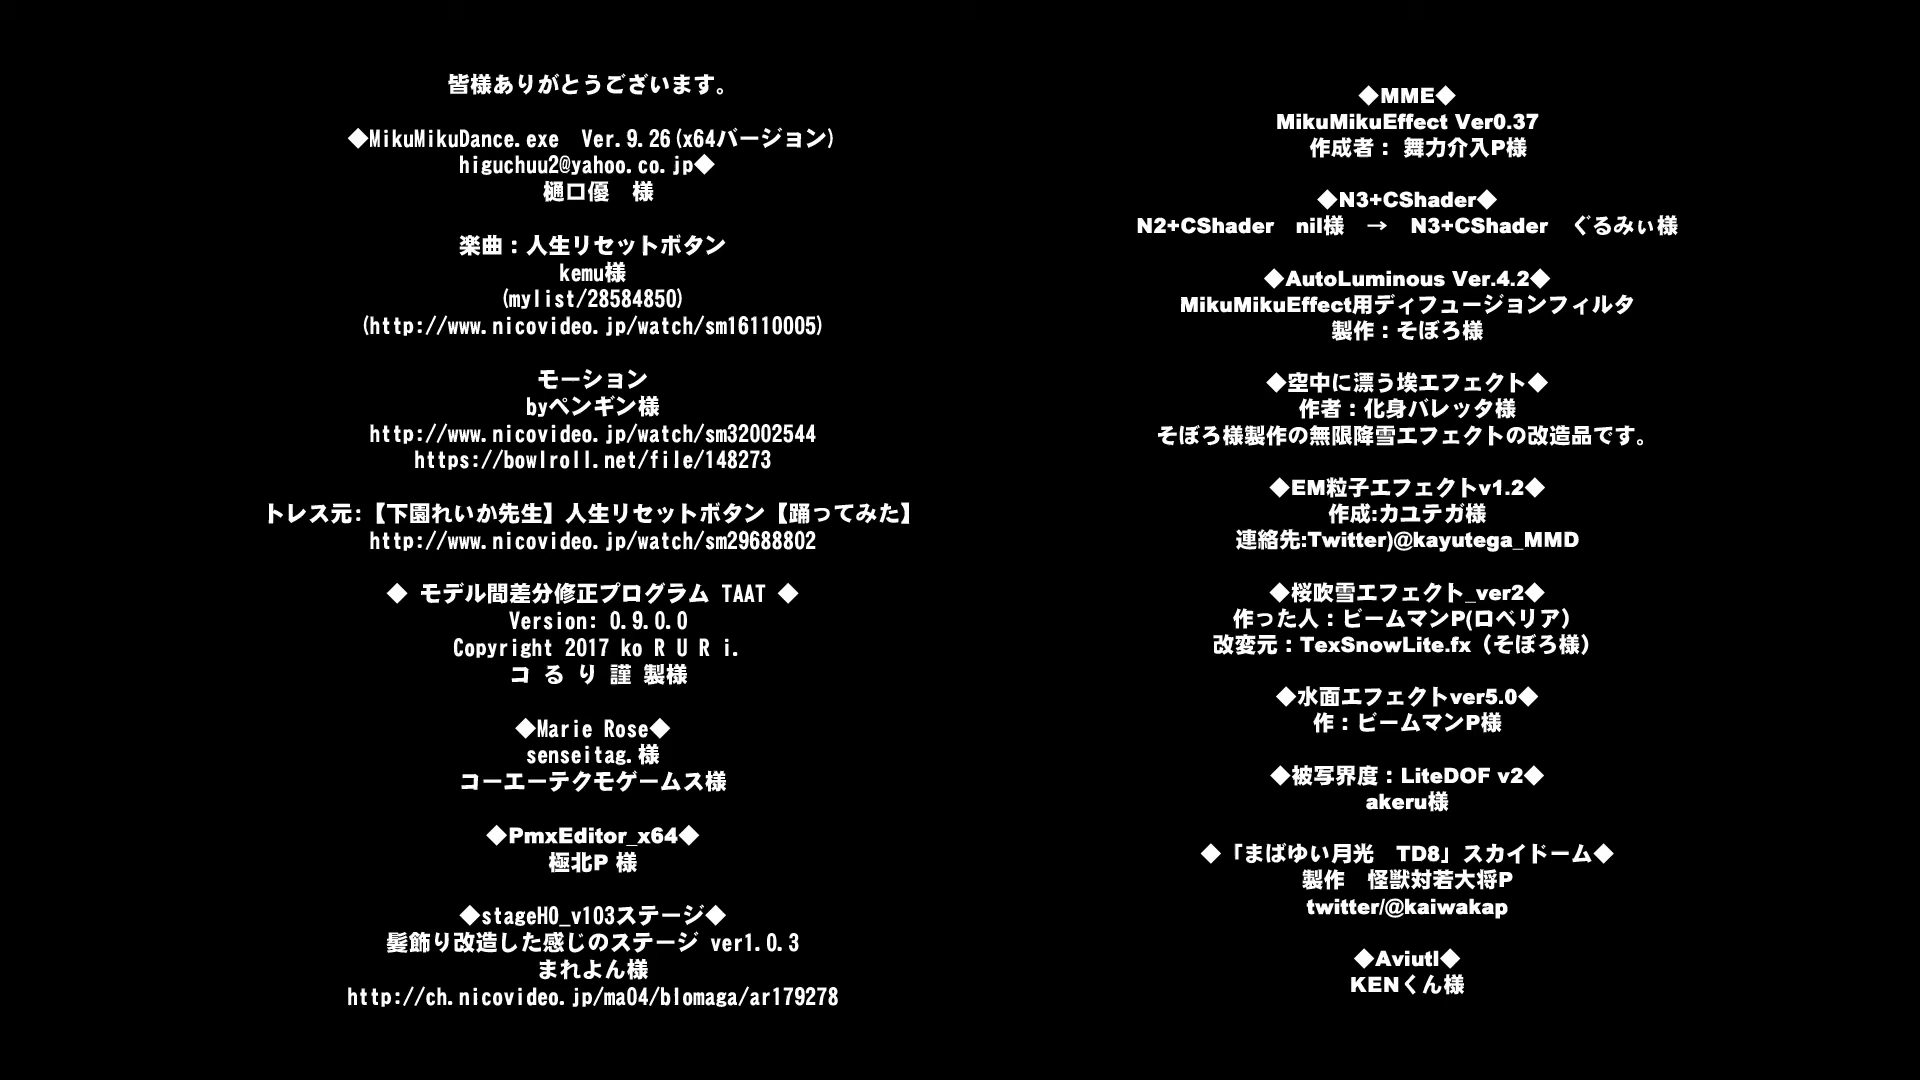 皆様ありがとうございます。
◆MikuMikuDance.exe　Ver.9.26(x64バージョン)
higuchuu2@yahoo.co.jp◆
樋口優　様
楽曲：人生リセットボタン
kemu様
(mylist/28584850)
(http://www.nicovideo.jp/watch/sm16110005)
モーション
byペンギン様
http://www.nicovideo.jp/watch/sm32002544
https://bowlroll.net/file/148273
トレス元:【下園れいか先生】人生リセットボタン【踊ってみた】
http://www.nicovideo.jp/watch/sm29688802
◆ モデル間差分修正プログラム TAAT ◆
Version: 0.9.0.0
Copyright 2017 ko R U R i.
コ る り 謹 製様
◆Marie Rose◆
senseitag.様
コーエーテクモゲームス様
◆PmxEditor_x64◆
極北P 様
◆stageH0_v103ステージ◆
髪飾り改造した感じのステージ ver1.0.3
まれよん様
http://ch.nicovideo.jp/ma04/blomaga/ar179278
◆MME◆
MikuMikuEffect Ver0.37
作成者： 舞力介入P様
◆N3+CShader◆
N2+CShader　nil様　→　N3+CShader　ぐるみぃ様
◆AutoLuminous Ver.4.2◆
MikuMikuEffect用ディフュージョンフィルタ
製作：そぼろ様
◆空中に漂う埃エフェクト◆
作者：化身バレッタ様
そぼろ様製作の無限降雪エフェクトの改造品です。
◆EM粒子エフェクトv1.2◆
作成:カユテガ様
連絡先:Twitter)@kayutega_MMD
◆桜吹雪エフェクト_ver2◆
作った人：ビームマンP(ロベリア）
改変元：TexSnowLite.fx（そぼろ様）
◆水面エフェクトver5.0◆
作：ビームマンP様
◆被写界度：LiteDOF v2◆
akeru様
◆「まばゆい月光　TD8」スカイドーム◆
製作　怪獣対若大将P
twitter/@kaiwakap
◆Aviutl◆
KENくん様